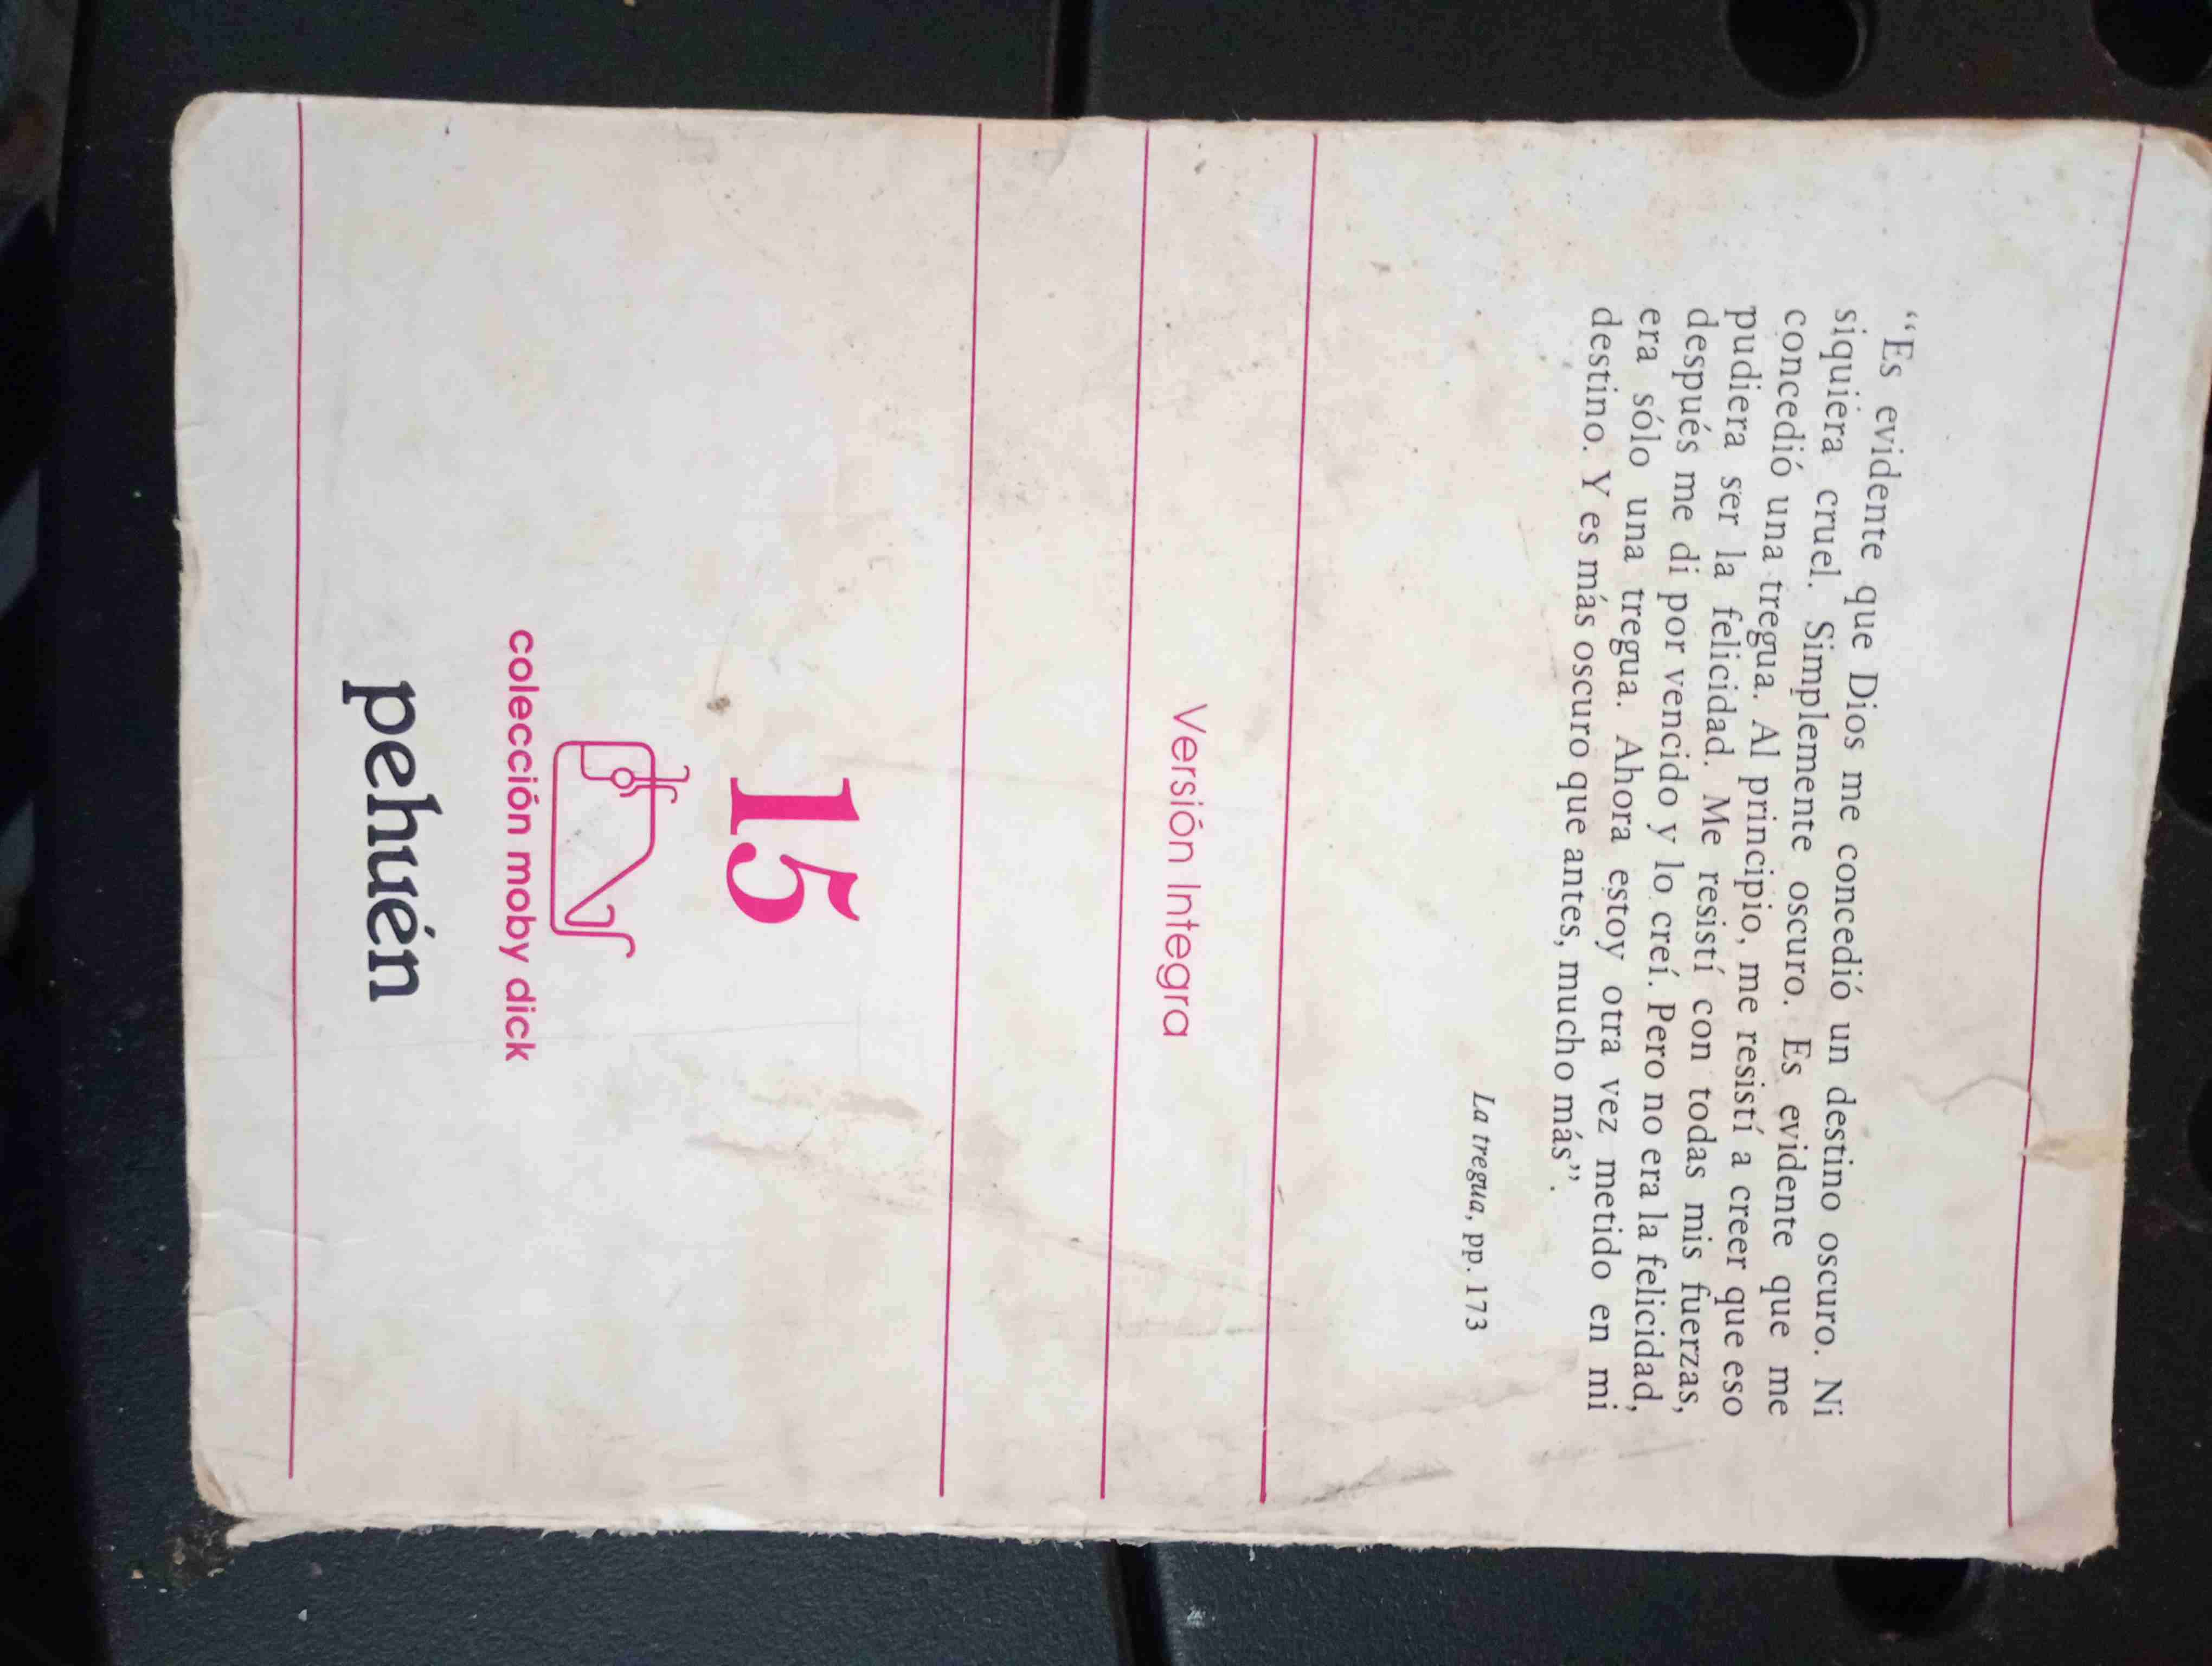 “Es evidente que Dios me concedió un destino oscuro. Ni
siquiera cruel. Simplemente oscuro. Es evidente que me
concedió una tregua. Al principio, me resistí a creer que eso
pudiera ser la felicidad. Me resistí con todas mis fuerzas,
después me di por vencido y lo creí. Pero no era la felicidad,
era sólo una tregua. Ahora estoy otra vez metido en mi
destino. Y es más oscuro que antes, mucho más”.
La tregua, pp. 173
Versión Integra
15
colección moby dick
pehuén